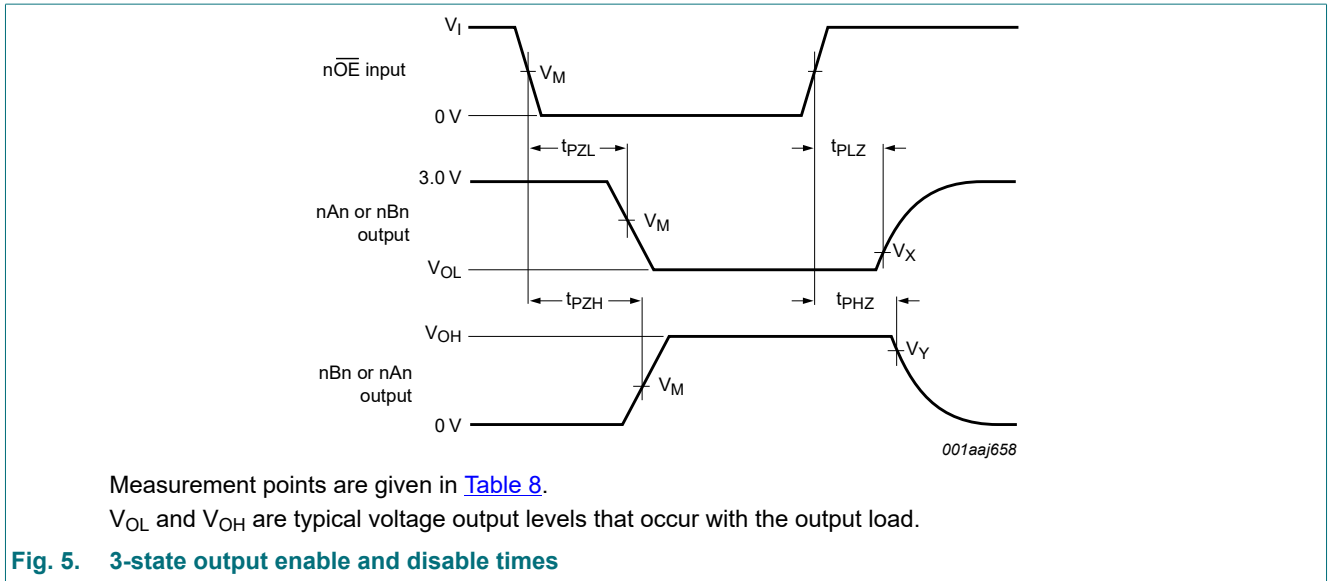 VI
nOE input
VM
0 V
tPZL
tPLZ
3.0 V
nAn or nBn
output
VM
VX
VOL
tPZH
tPHZ
VOH
VY
nBn or nAn
output
VM
0 V
001aaj658
Measurement points are given in Table 8.
VOL and VOH are typical voltage output levels that occur with the output load.
Fig. 5. 3-state output enable and disable times